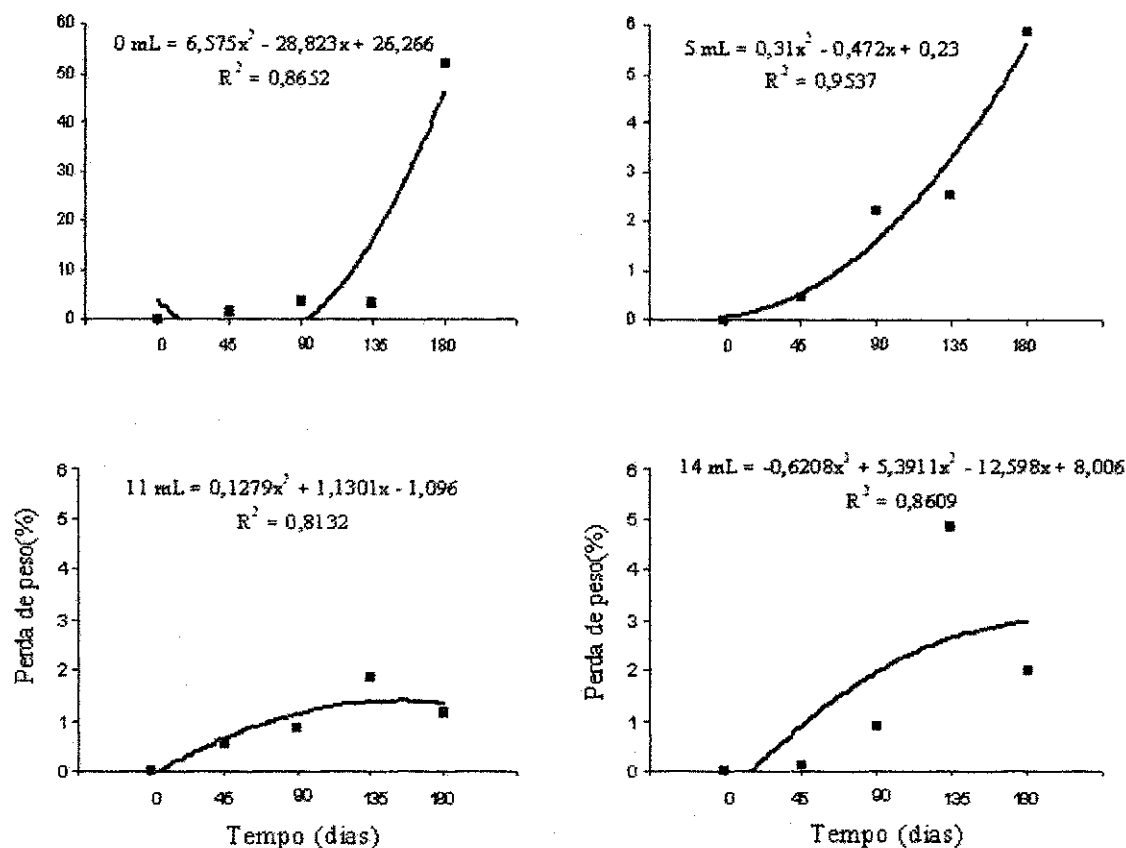 0 mL = 6,575x² - 28,823x + 26,266
R² = 0,8652
60
50
40
30
20
10
0
0 45 90 135 180
5 mL = 0,31x² - 0,472x + 0,23
R² = 0,9537
6
5
4
3
2
1
0
0 45 90 135 180
11 mL = 0,1279x² + 1,1301x - 1,096
R² = 0,8132
Perda de peso(%)
6
5
4
3
2
1
0
0 45 90 135 180
Tempo (dias)
14 mL = -0,6208x³ + 5,3911x² - 12,598x + 8,006
R² = 0,8609
Perda de peso(%)
6
5
4
3
2
1
0
0 45 90 135 180
Tempo (dias)